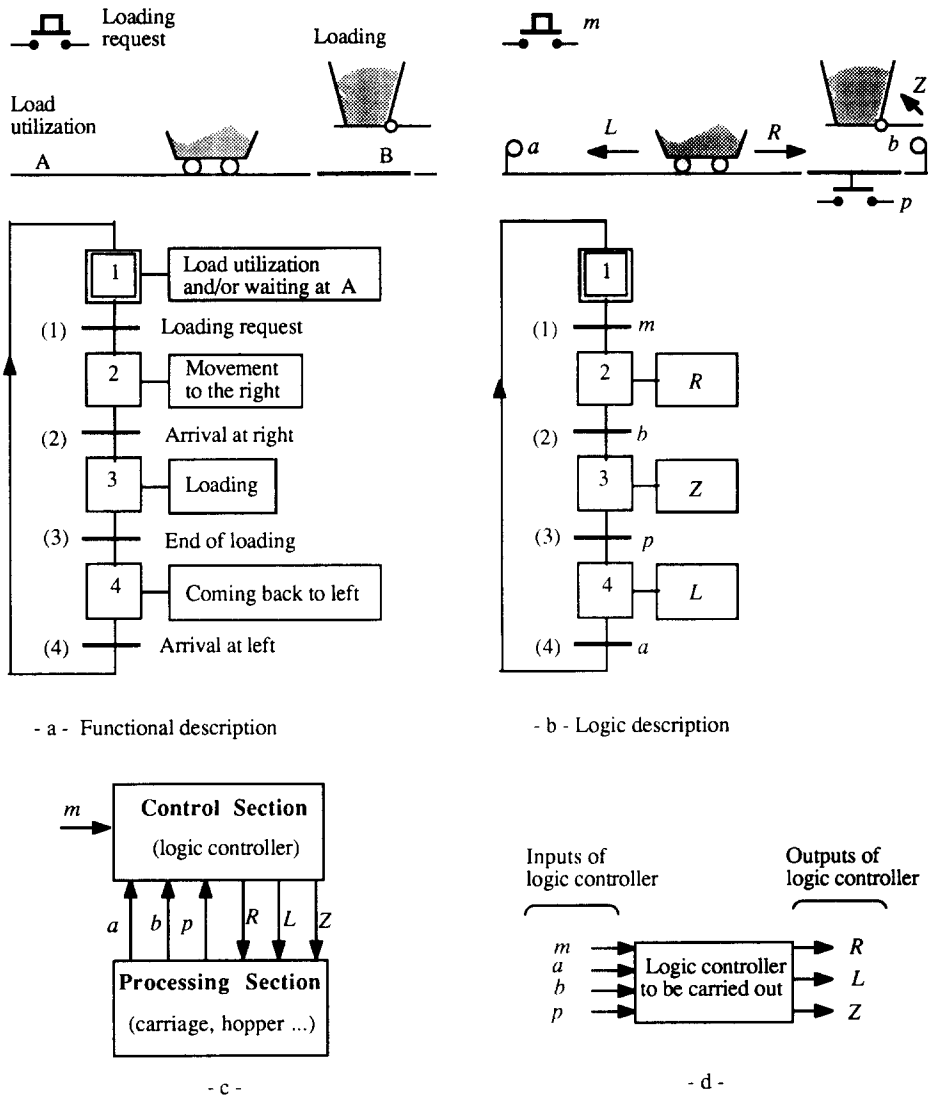 Loading
request
Loading
Load
utilization
A
B
m
L
R
Z
a
b
p
1
Load utilization
and/or waiting at A
(1)
Loading request
2
Movement
to the right
(2)
Arrival at right
3
Loading
(3)
End of loading
4
Coming back to left
(4)
Arrival at left
1
(1)
m
2
R
(2)
b
3
Z
(3)
p
4
L
(4)
a
- a - Functional description
- b - Logic description
m
Control Section
(logic controller)
a
b
p
R
L
Z
Processing Section
(carriage, hopper ...)
- c -
Inputs of
logic controller
Outputs of
logic controller
m
a
b
p
Logic controller
to be carried out
R
L
Z
- d -